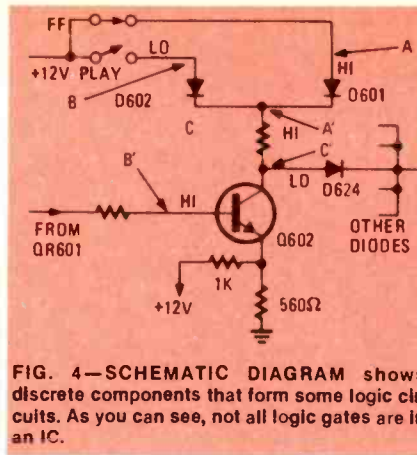 FF
A
LO
HI
+12V PLAY
B D602 D601
C HI A'
B' C'
HI LO D624
FROM
QR601
Q602
OTHER
DIODES
1K
+12V
560Ω
FIG. 4—SCHEMATIC DIAGRAM shows
discrete components that form some logic cir-
cuits. As you can see, not all logic gates are in
an IC.